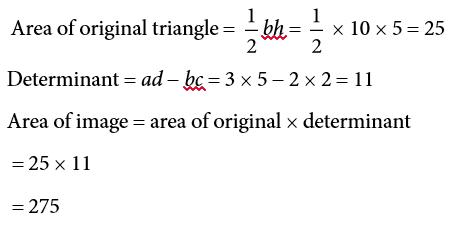 Area of original triangle = 1/2 bh = 1/2 × 10 × 5 = 25
Determinant = ad – bc = 3 × 5 – 2 × 2 = 11
Area of image = area of original × determinant
= 25 × 11
= 275